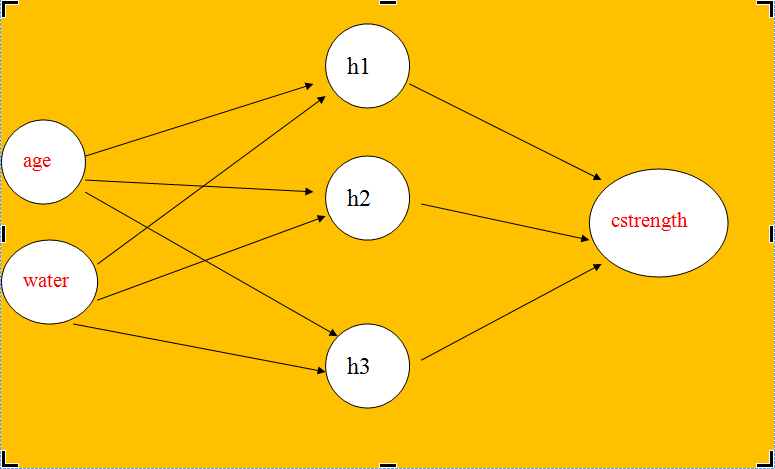 h1
age
h2
cstrength
water
h3